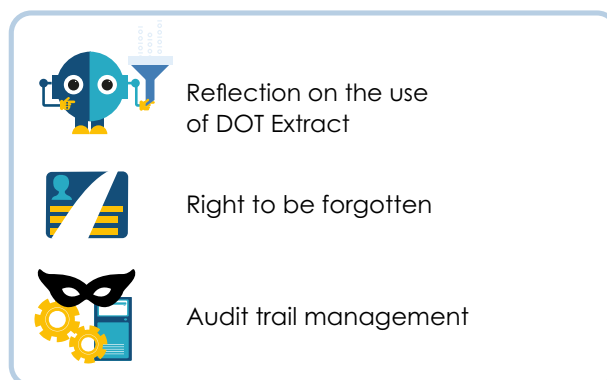 Reflection on the use
of DOT Extract
Right to be forgotten
Audit trail management